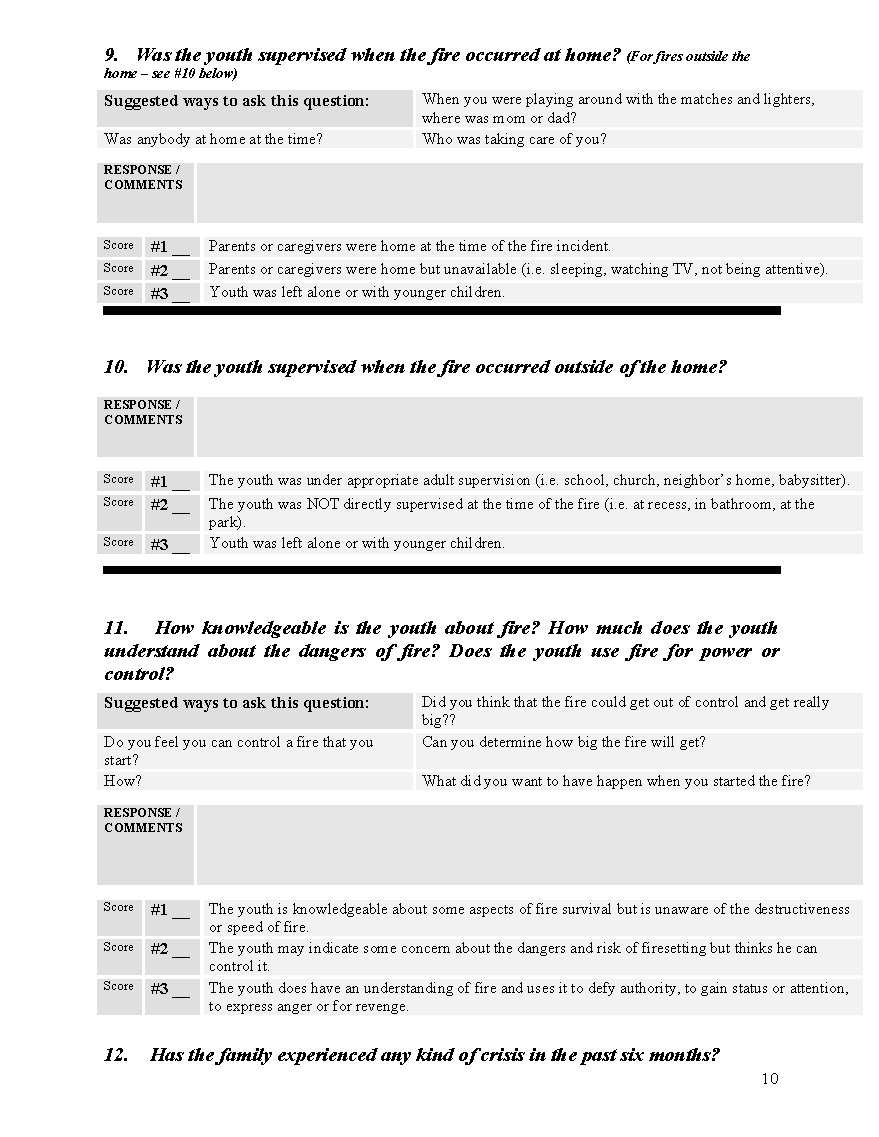 9. Was the youth supervised when the fire occurred at home? (For fires outside the
home – see #10 below)
Suggested ways to ask this question:
When you were playing around with the matches and lighters,
where was mom or dad?
Was anybody at home at the time?
Who was taking care of you?
RESPONSE /
COMMENTS
Score #1 __ Parents or caregivers were home at the time of the fire incident.
Score #2 __ Parents or caregivers were home but unavailable (i.e. sleeping, watching TV, not being attentive).
Score #3 __ Youth was left alone or with younger children.
10. Was the youth supervised when the fire occurred outside of the home?
RESPONSE /
COMMENTS
Score #1 __ The youth was under appropriate adult supervision (i.e. school, church, neighbor's home, babysitter).
Score #2 __ The youth was NOT directly supervised at the time of the fire (i.e. at recess, in bathroom, at the
park).
Score #3 __ Youth was left alone or with younger children.
11. How knowledgeable is the youth about fire? How much does the youth
understand about the dangers of fire? Does the youth use fire for power or
control?
Suggested ways to ask this question:
Did you think that the fire could get out of control and get really
big??
Do you feel you can control a fire that you
start?
Can you determine how big the fire will get?
How?
What did you want to have happen when you started the fire?
RESPONSE /
COMMENTS
Score #1 __ The youth is knowledgeable about some aspects of fire survival but is unaware of the destructiveness
or speed of fire.
Score #2 __ The youth may indicate some concern about the dangers and risk of firesetting but thinks he can
control it.
Score #3 __ The youth does have an understanding of fire and uses it to defy authority, to gain status or attention,
to express anger or for revenge.
12. Has the family experienced any kind of crisis in the past six months?
10